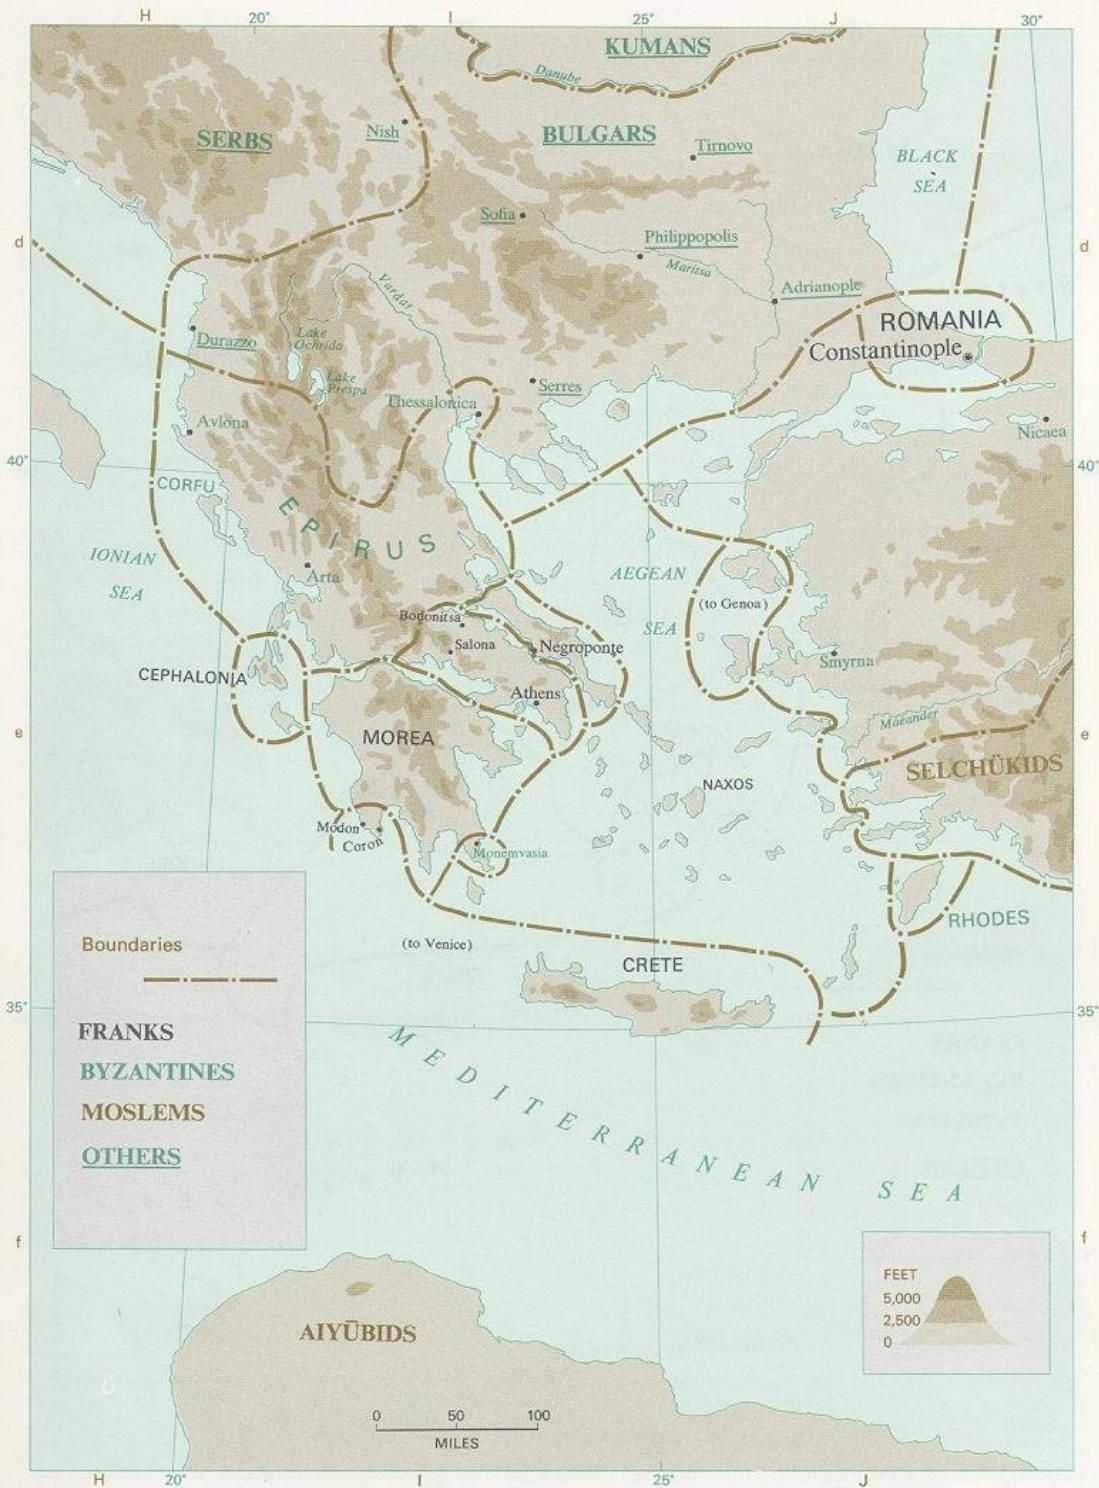 H
20°
I
25°
J
30°
KUMANS
Danube
SERBS
Nish
BULGARS
Tirnovo
BLACK
SEA
Sofia
d
Philippopolis
d
Maritsa
Vardar
Adrianople
ROMANIA
Constantinople
Durazzo
Lake
Ochrida
Lake
Prespa
Serres
Thessalonica
Avlona
Nicaea
40°
40°
CORFU
EPIRUS
IONIAN
SEA
AEGEAN
SEA
Arta
(to Genoa)
Bodonitsa
Salona
Negroponte
Smyrna
CEPHALONIA
Athens
Maeander
e
MOREA
e
SELCHÜKIDS
NAXOS
Modon
Coron
Monemvasia
RHODES
(to Venice)
CRETE
Boundaries
35°
35°
FRANKS
BYZANTINES
MOSLEMS
OTHERS
MEDITERRANEAN SEA
f
f
FEET
5,000
2,500
0
AIYŪBIDS
0 50 100
MILES
H
20°
I
25°
J